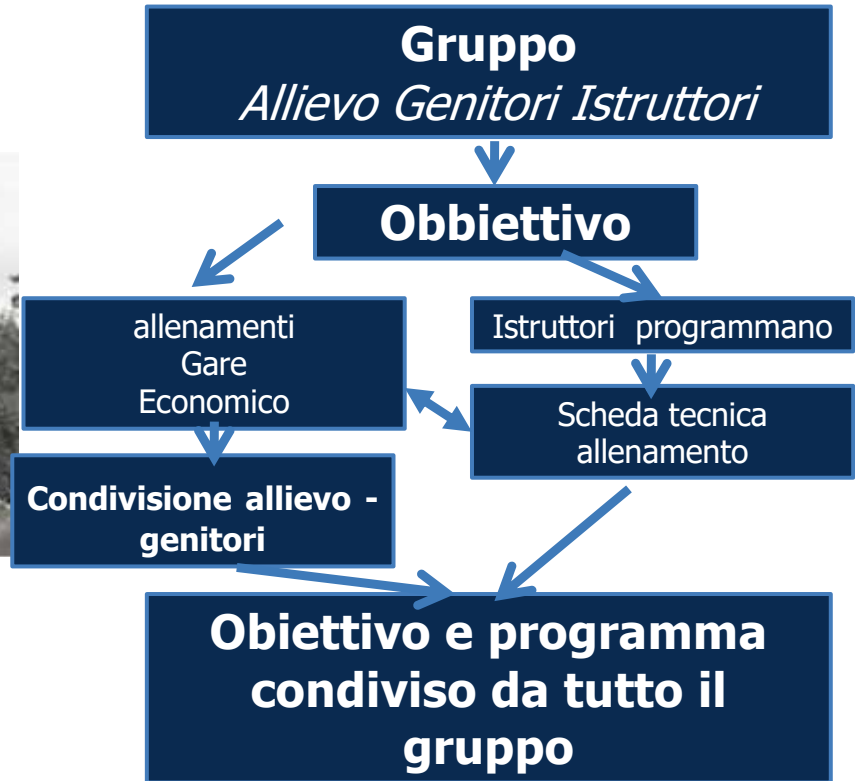 Gruppo
Allievo Genitori Istruttori
Obbiettivo
allenamenti
Gare
Economico
Istruttori programmano
Scheda tecnica
allenamento
Condivisione allievo -
genitori
Obiettivo e programma
condiviso da tutto il
gruppo